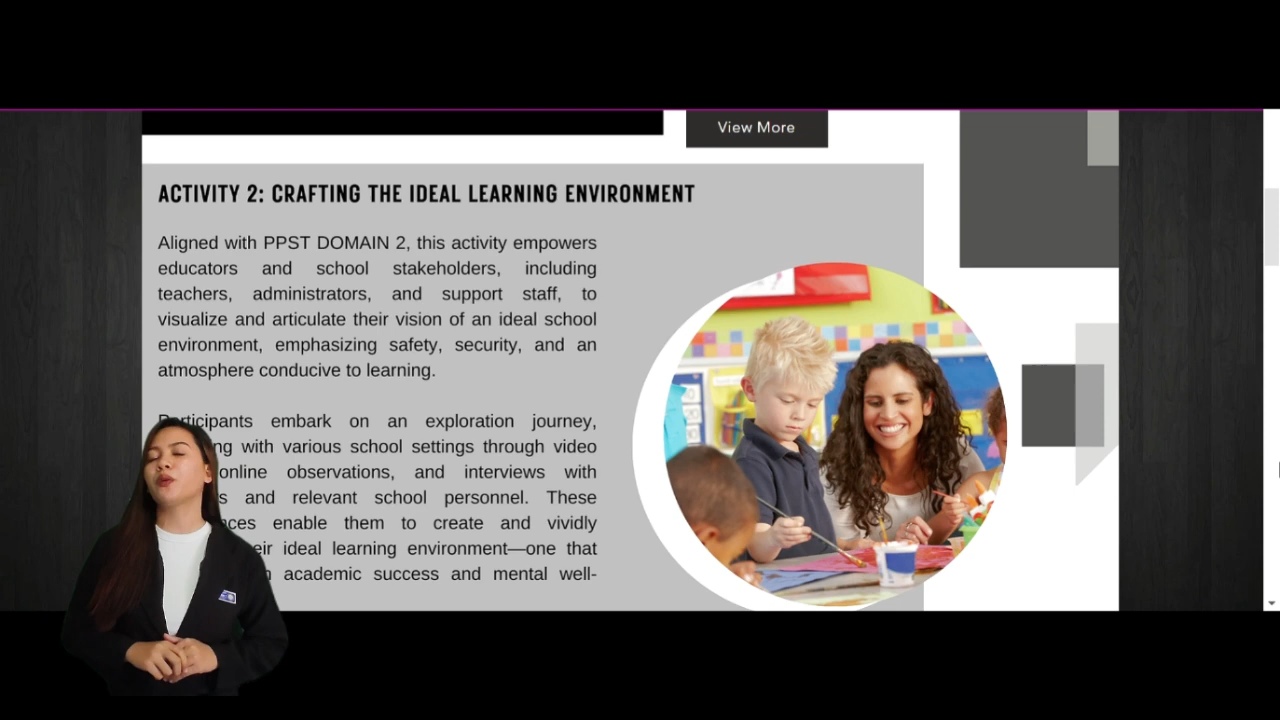 View More
ACTIVITY 2: CRAFTING THE IDEAL LEARNING ENVIRONMENT
Aligned with PPST DOMAIN 2, this activity empowers
educators and school stakeholders, including
teachers, administrators, and support staff, to
visualize and articulate their vision of an ideal school
environment, emphasizing safety, security, and an
atmosphere conducive to learning.
Participants embark on an exploration journey,
with various school settings through video
online observations, and interviews with
and relevant school personnel. These
enable them to create and vividly
ideal learning environment—one that
academic success and mental well-